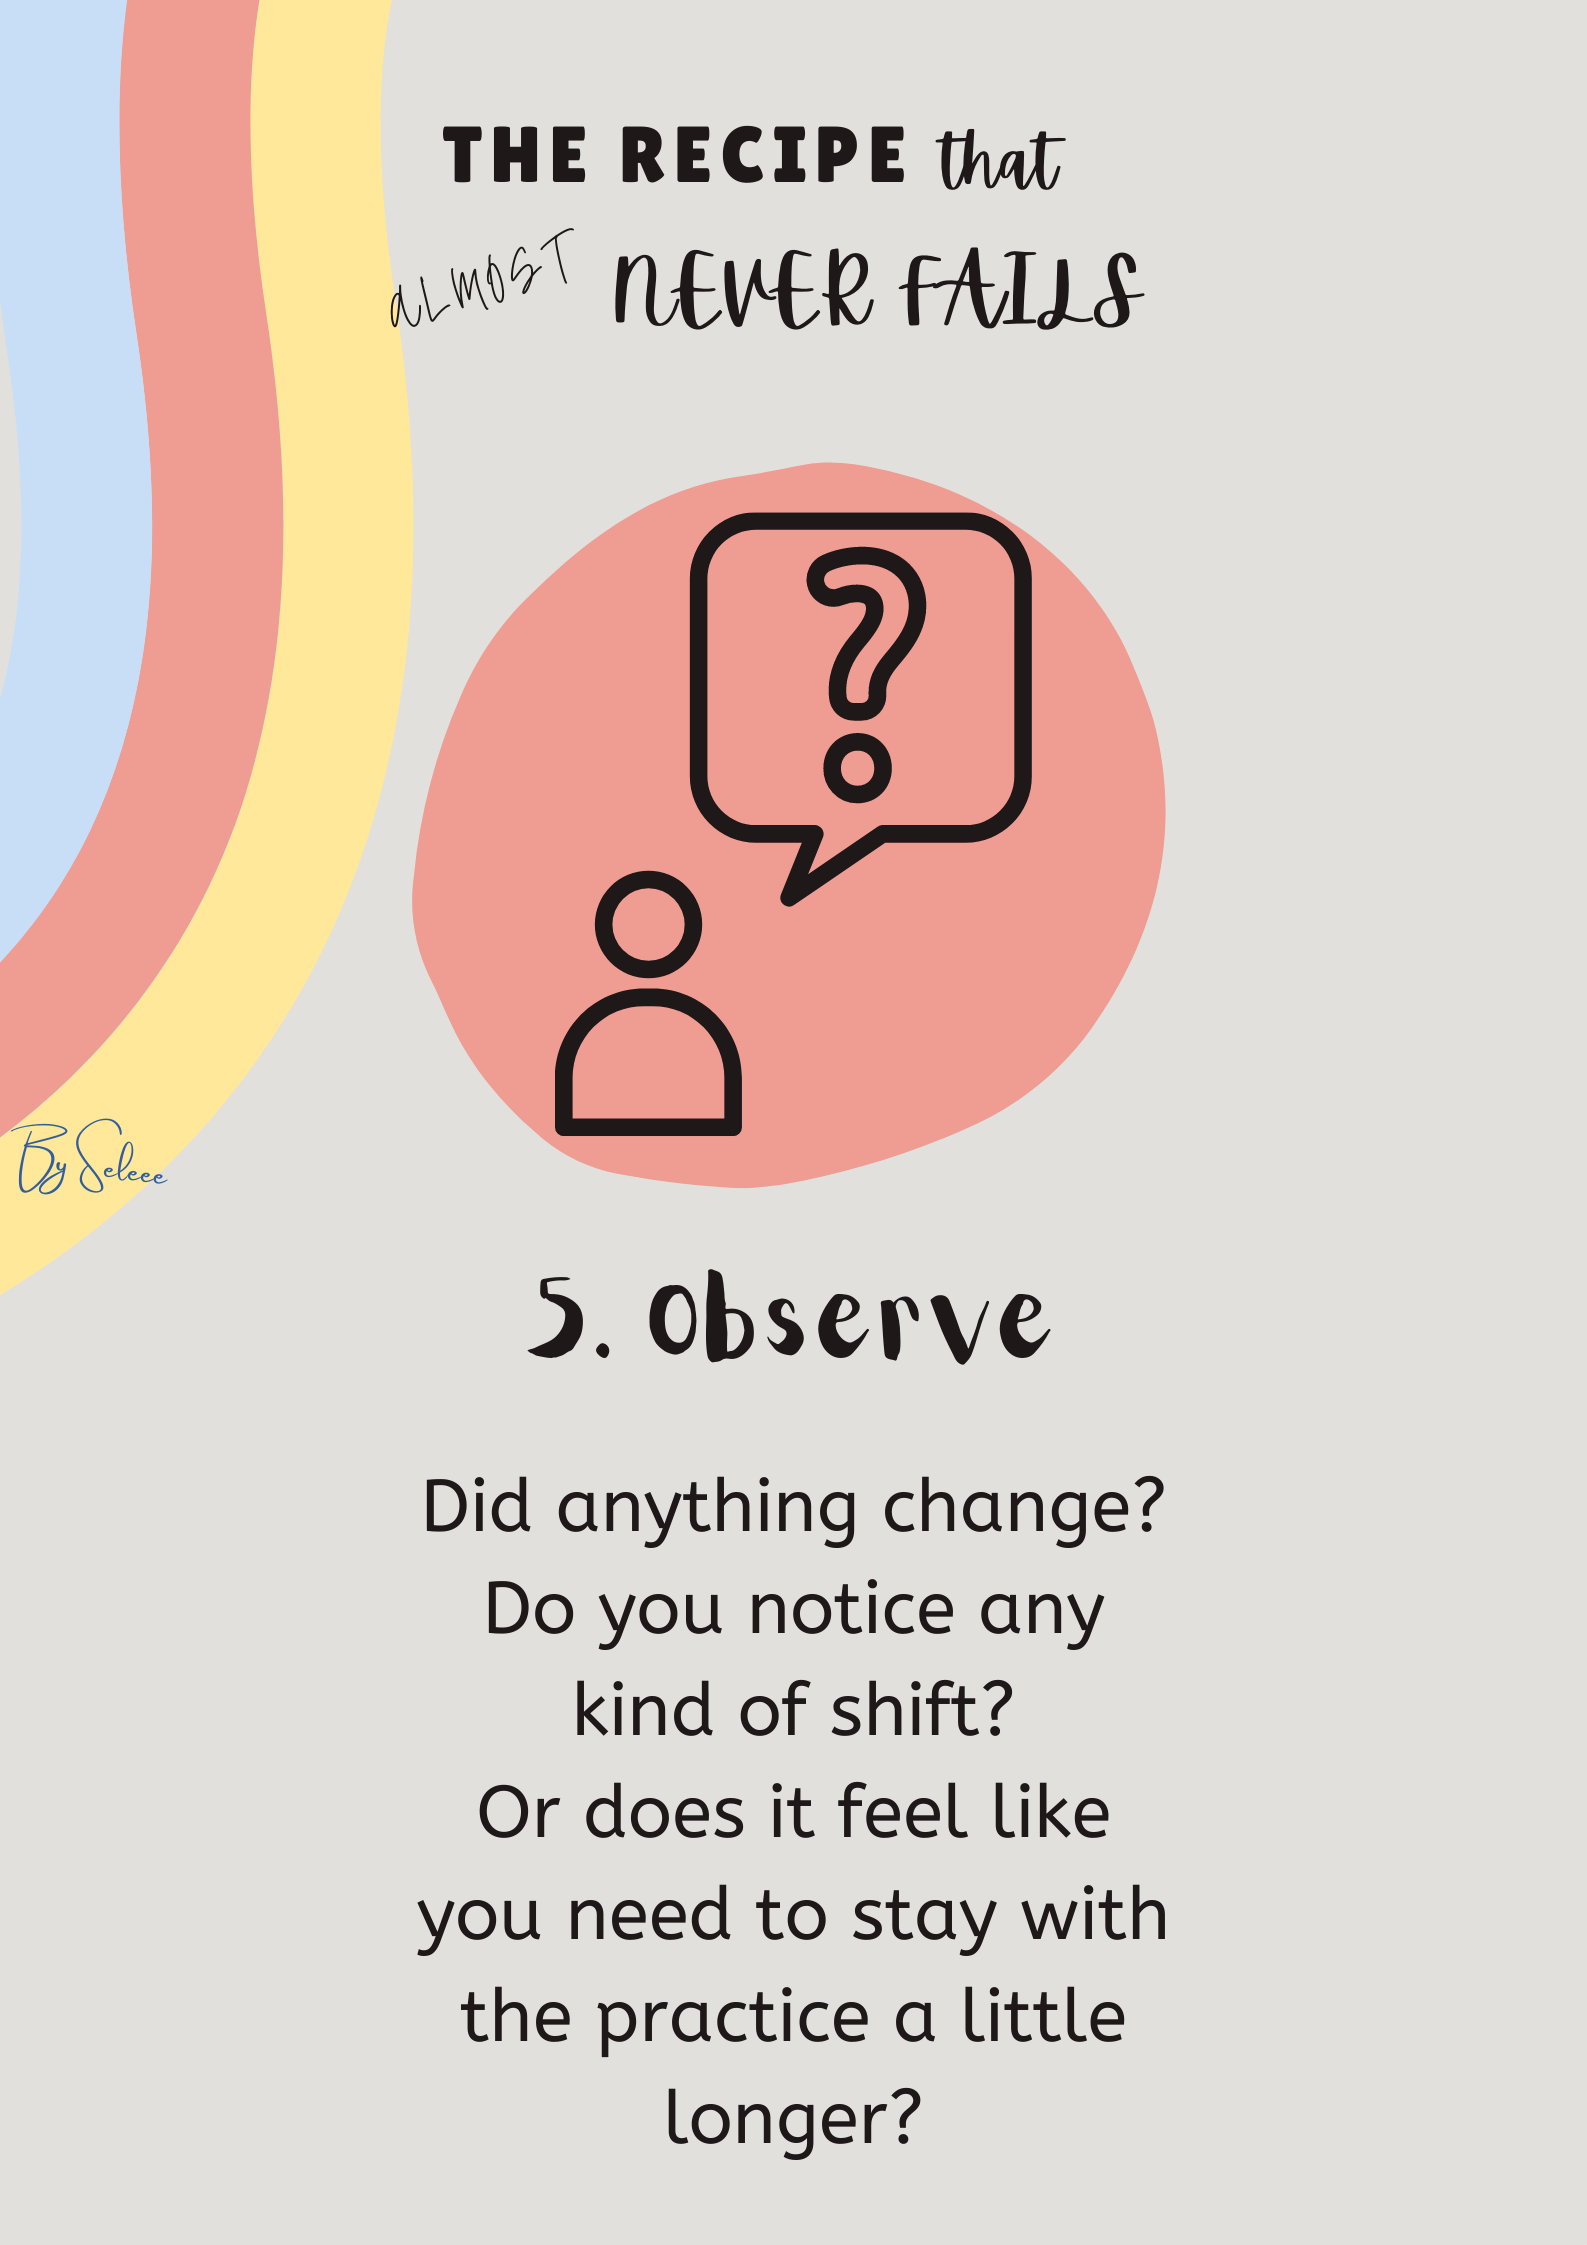 THE RECIPE that
ALMOST NEVER FAILS
?
By Seleee
5. Observe
Did anything change?
Do you notice any
kind of shift?
Or does it feel like
you need to stay with
the practice a little
longer?